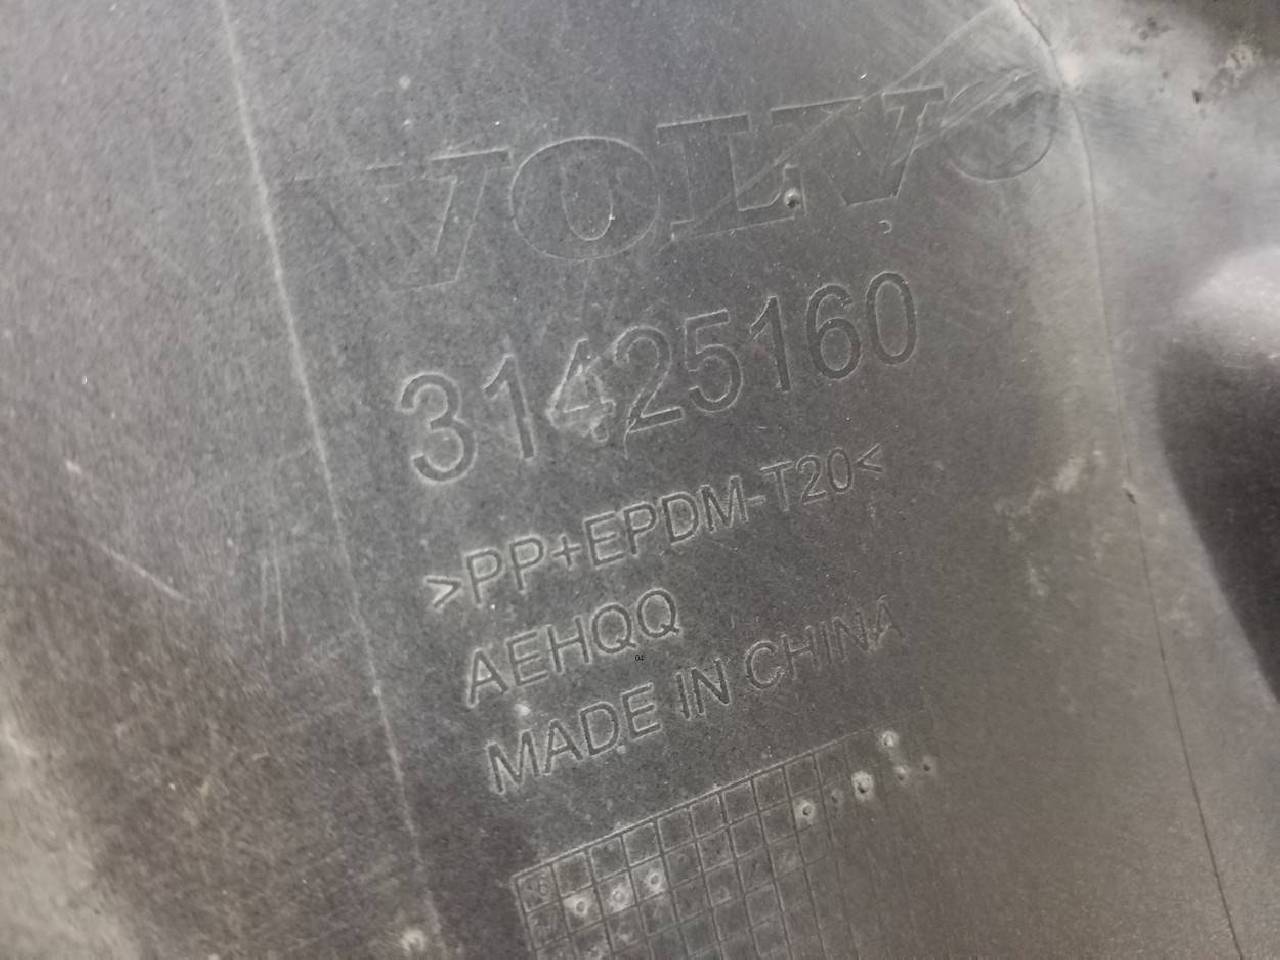 VOLVO
31425160
>PP+EPDM-T20<
AEHQQ
MADE IN CHINA